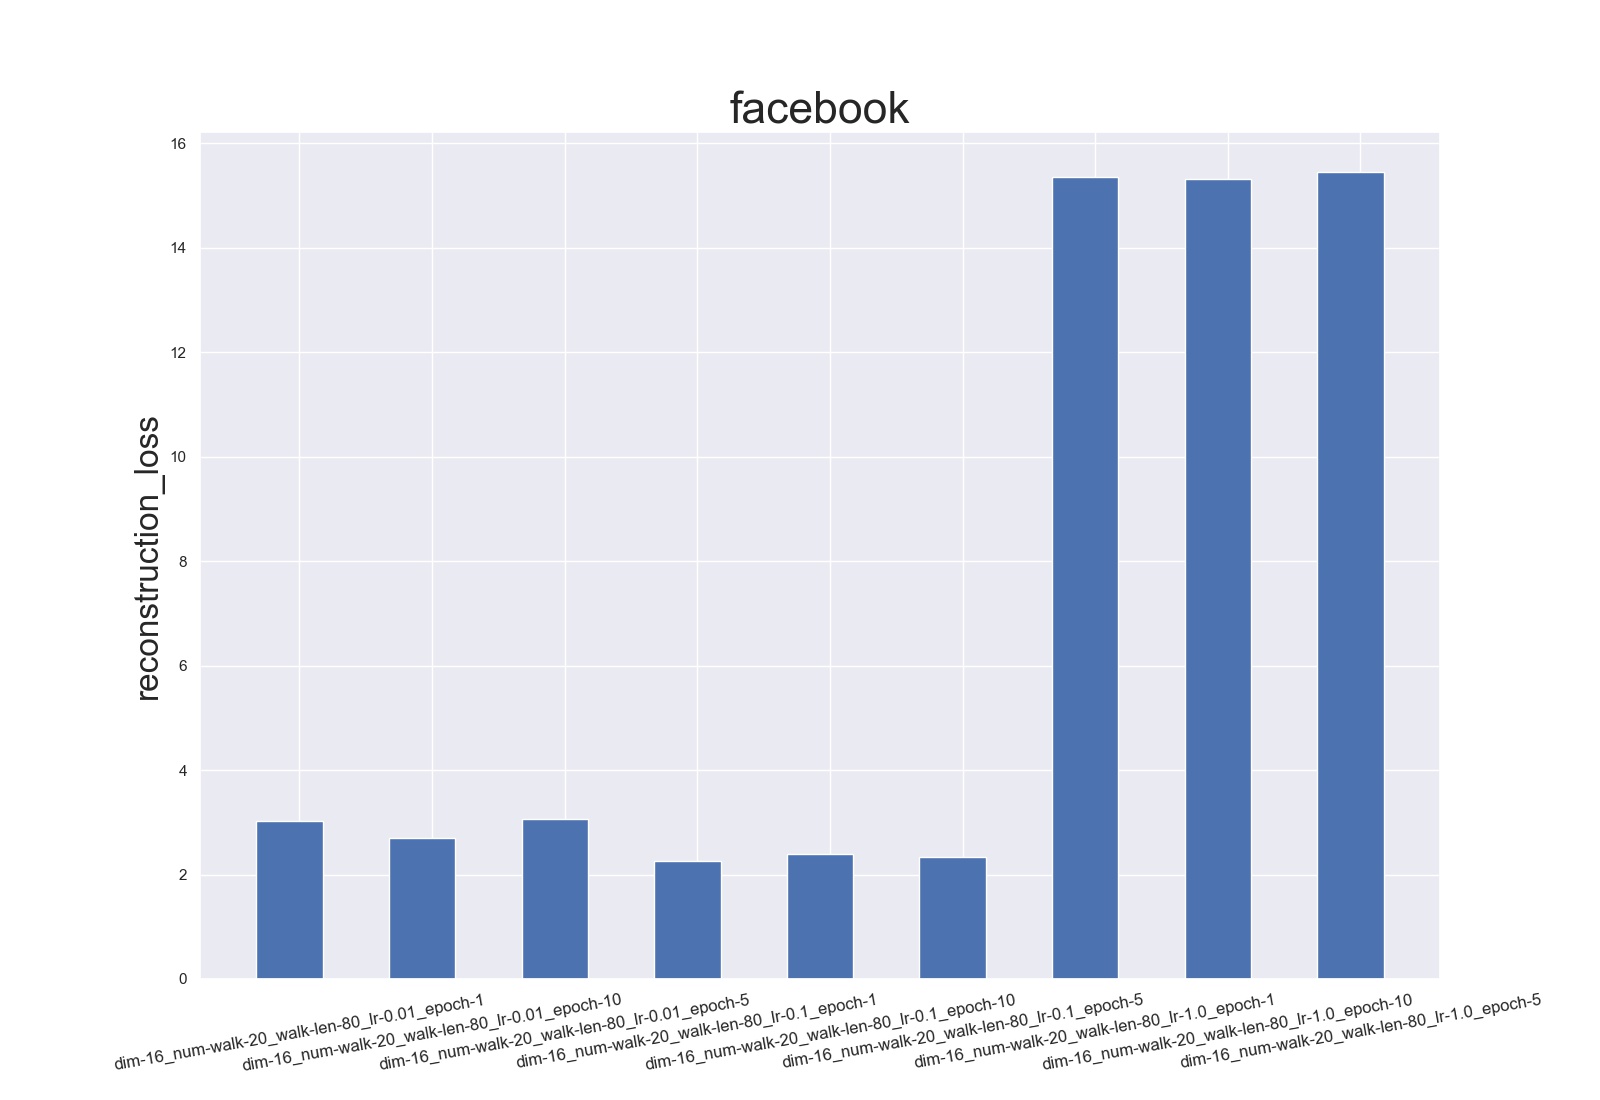 facebook
reconstruction_loss
16
14
12
10
8
6
4
2
0
dim-16_num-walk-20_walk-len-80_lr-0.01_epoch-1
dim-16_num-walk-20_walk-len-80_lr-0.01_epoch-10
dim-16_num-walk-20_walk-len-80_lr-0.01_epoch-5
dim-16_num-walk-20_walk-len-80_lr-0.1_epoch-1
dim-16_num-walk-20_walk-len-80_lr-0.1_epoch-10
dim-16_num-walk-20_walk-len-80_lr-0.1_epoch-5
dim-16_num-walk-20_walk-len-80_lr-1.0_epoch-1
dim-16_num-walk-20_walk-len-80_lr-1.0_epoch-10
dim-16_num-walk-20_walk-len-80_lr-1.0_epoch-5